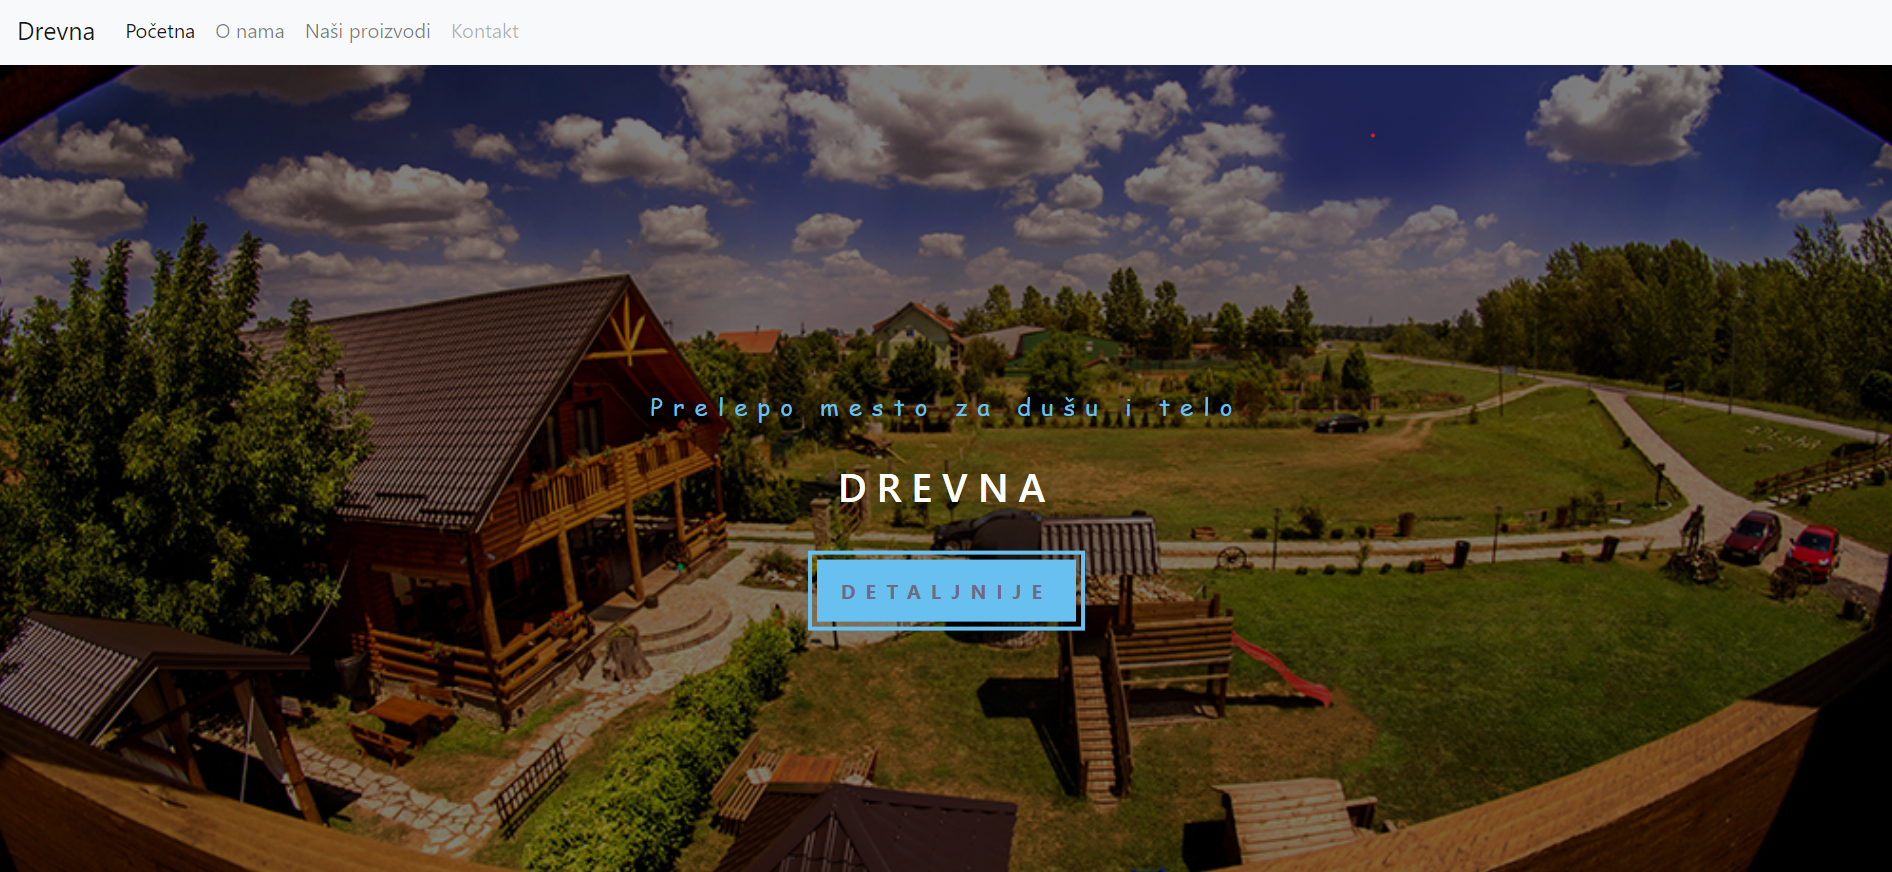 Drevna Početna O nama Naši proizvodi Kontakt
Prelepo mesto za dušu i telo
DREVNA
DETALJNIJE